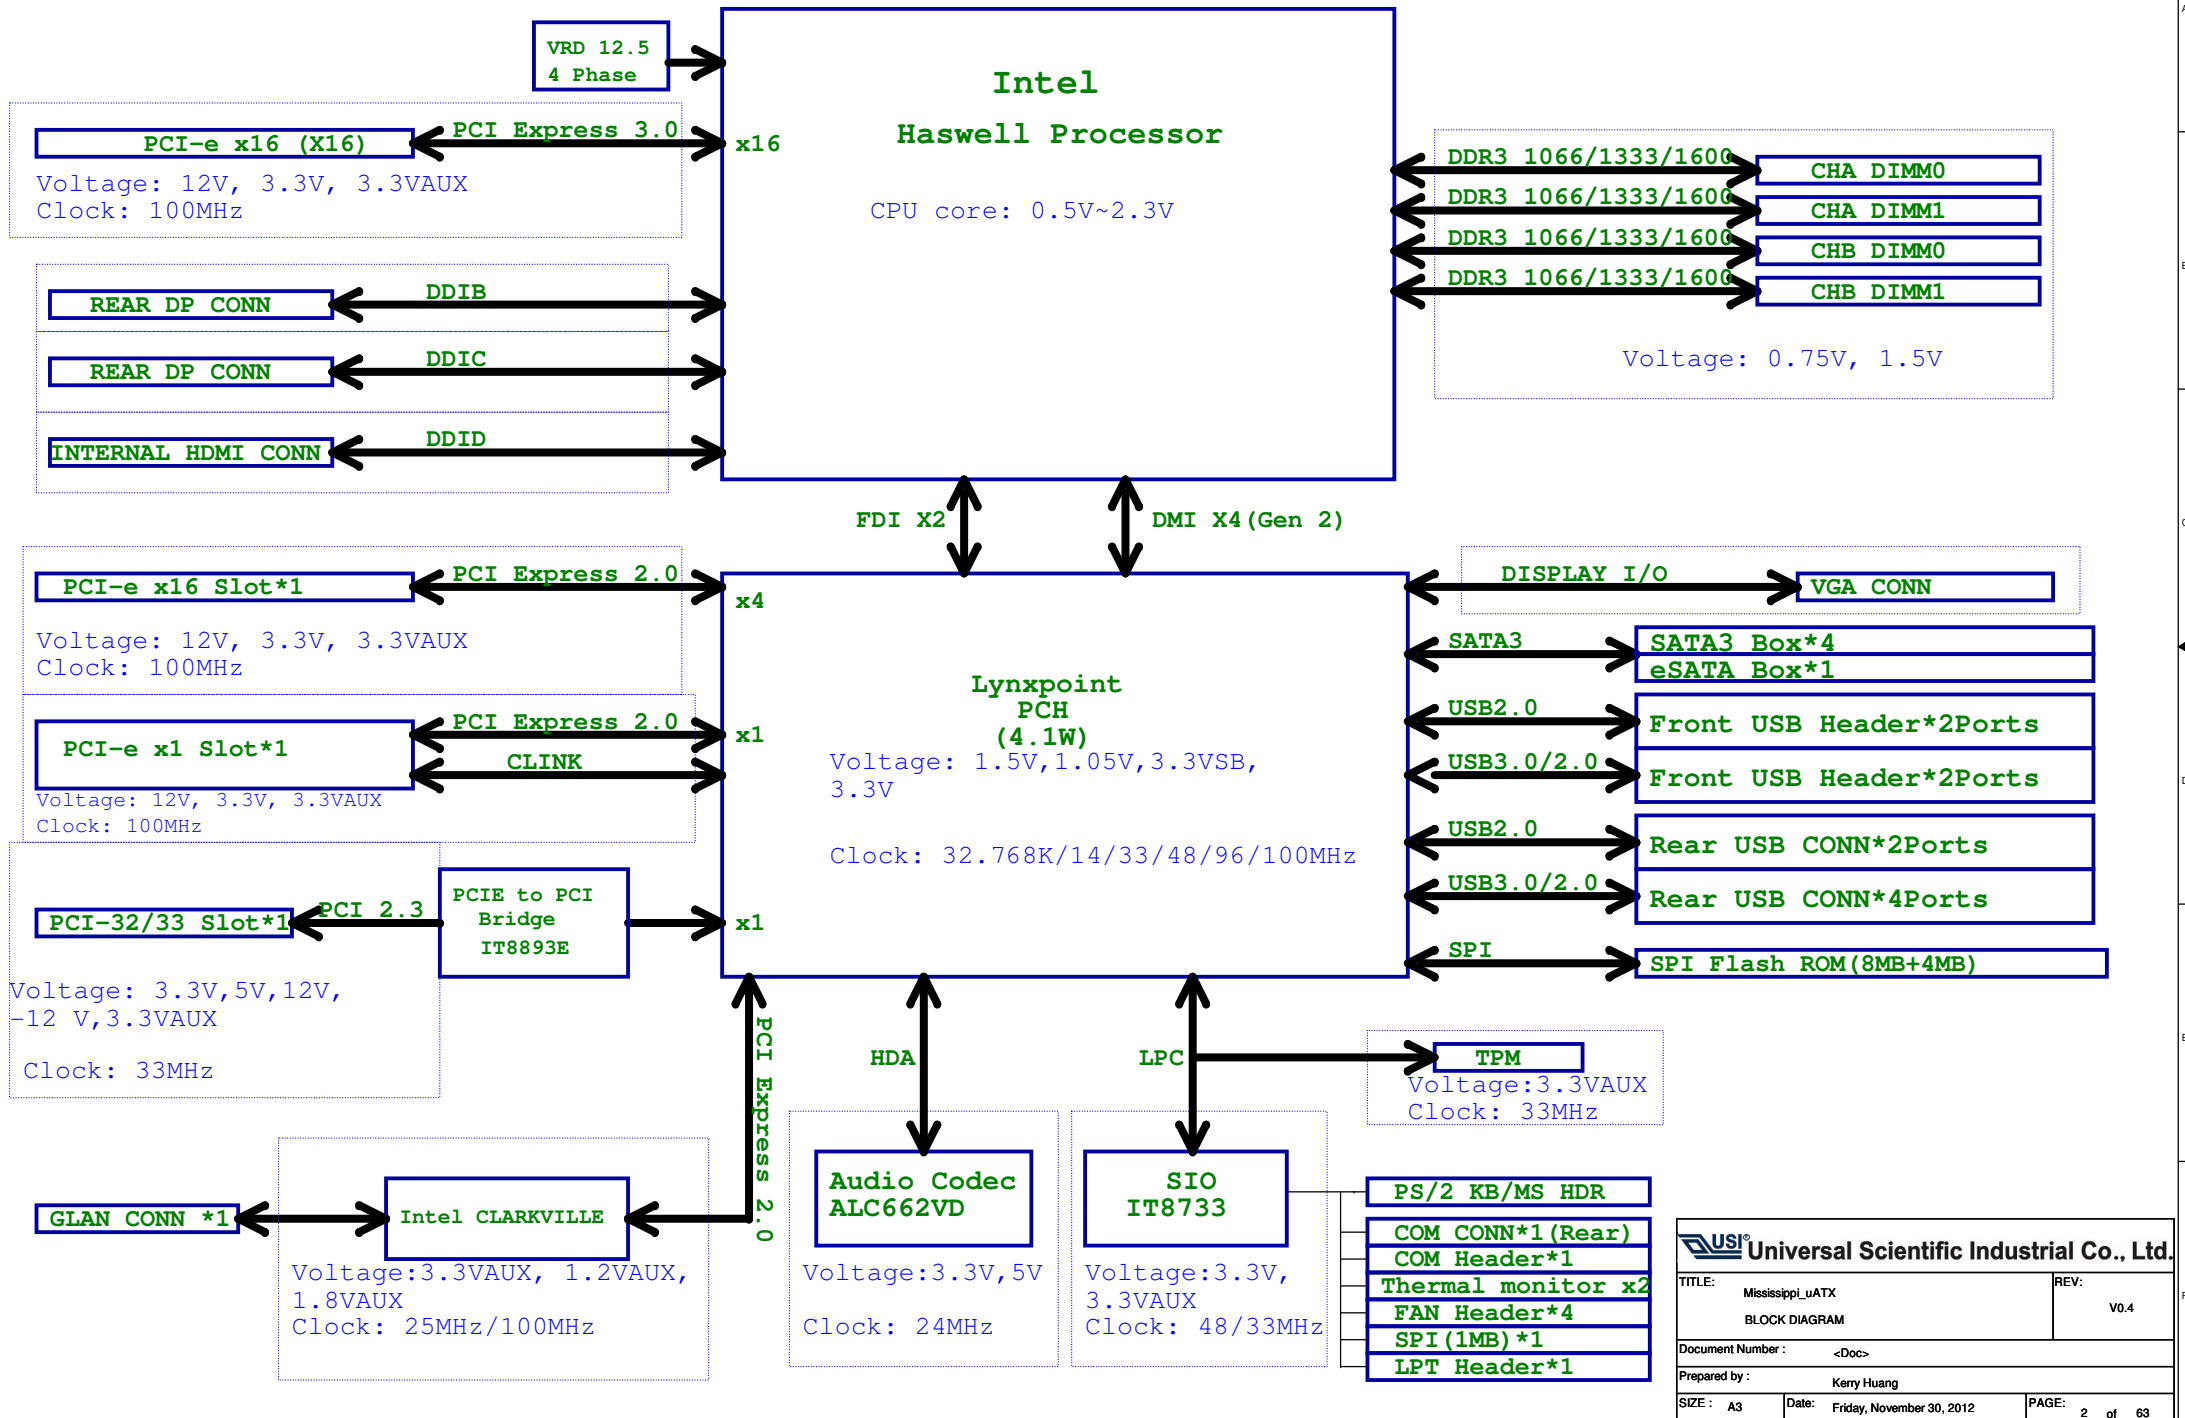 VRD 12.5
4 Phase
Intel
Haswell Processor
CPU core: 0.5V~2.3V
PCI-e x16 (X16)
PCI Express 3.0
x16
Voltage: 12V, 3.3V, 3.3VAUX
Clock: 100MHz
DDR3 1066/1333/1600
CHA DIMM0
DDR3 1066/1333/1600
CHA DIMM1
DDR3 1066/1333/1600
CHB DIMM0
DDR3 1066/1333/1600
CHB DIMM1
Voltage: 0.75V, 1.5V
REAR DP CONN
DDIB
REAR DP CONN
DDIC
INTERNAL HDMI CONN
DDID
FDI X2
DMI X4(Gen 2)
PCI-e x16 Slot*1
PCI Express 2.0
x4
Voltage: 12V, 3.3V, 3.3VAUX
Clock: 100MHz
PCI-e x1 Slot*1
PCI Express 2.0
x1
CLINK
Voltage: 12V, 3.3V, 3.3VAUX
Clock: 100MHz
Lynxpoint
PCH
(4.1W)
Voltage: 1.5V,1.05V,3.3VSB,
3.3V
Clock: 32.768K/14/33/48/96/100MHz
DISPLAY I/O
VGA CONN
SATA3
SATA3 Box*4
eSATA Box*1
USB2.0
Front USB Header*2Ports
USB3.0/2.0
Front USB Header*2Ports
USB2.0
Rear USB CONN*2Ports
USB3.0/2.0
Rear USB CONN*4Ports
SPI
SPI Flash ROM(8MB+4MB)
PCI-32/33 Slot*1
PCI 2.3
PCIE to PCI
Bridge
IT8893E
x1
Voltage: 3.3V,5V,12V,
-12 V,3.3VAUX
Clock: 33MHz
PCI Express 2.0
HDA
LPC
TPM
Voltage:3.3VAUX
Clock: 33MHz
GLAN CONN *1
Intel CLARKVILLE
Voltage:3.3VAUX, 1.2VAUX,
1.8VAUX
Clock: 25MHz/100MHz
Audio Codec
ALC662VD
Voltage:3.3V,5V
Clock: 24MHz
SIO
IT8733
Voltage:3.3V,
3.3VAUX
Clock: 48/33MHz
PS/2 KB/MS HDR
COM CONN*1(Rear)
COM Header*1
Thermal monitor x2
FAN Header*4
SPI(1MB)*1
LPT Header*1
USI® Universal Scientific Industrial Co., Ltd.
TITLE:
Mississippi_uATX
BLOCK DIAGRAM
REV:
V0.4
Document Number :
<Doc>
Prepared by :
Kerry Huang
SIZE : A3
Date: Friday, November 30, 2012
PAGE: 2 of 63